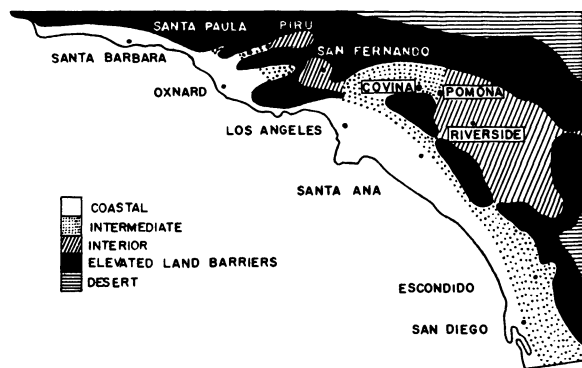 SANTA PAULA
PIRU
SANTA BARBARA
SAN FERNANDO
OXNARD
COVINA
POMONA
LOS ANGELES
RIVERSIDE
SANTA ANA
COASTAL
INTERMEDIATE
INTERIOR
ELEVATED LAND BARRIERS
DESERT
ESCONDIDO
SAN DIEGO